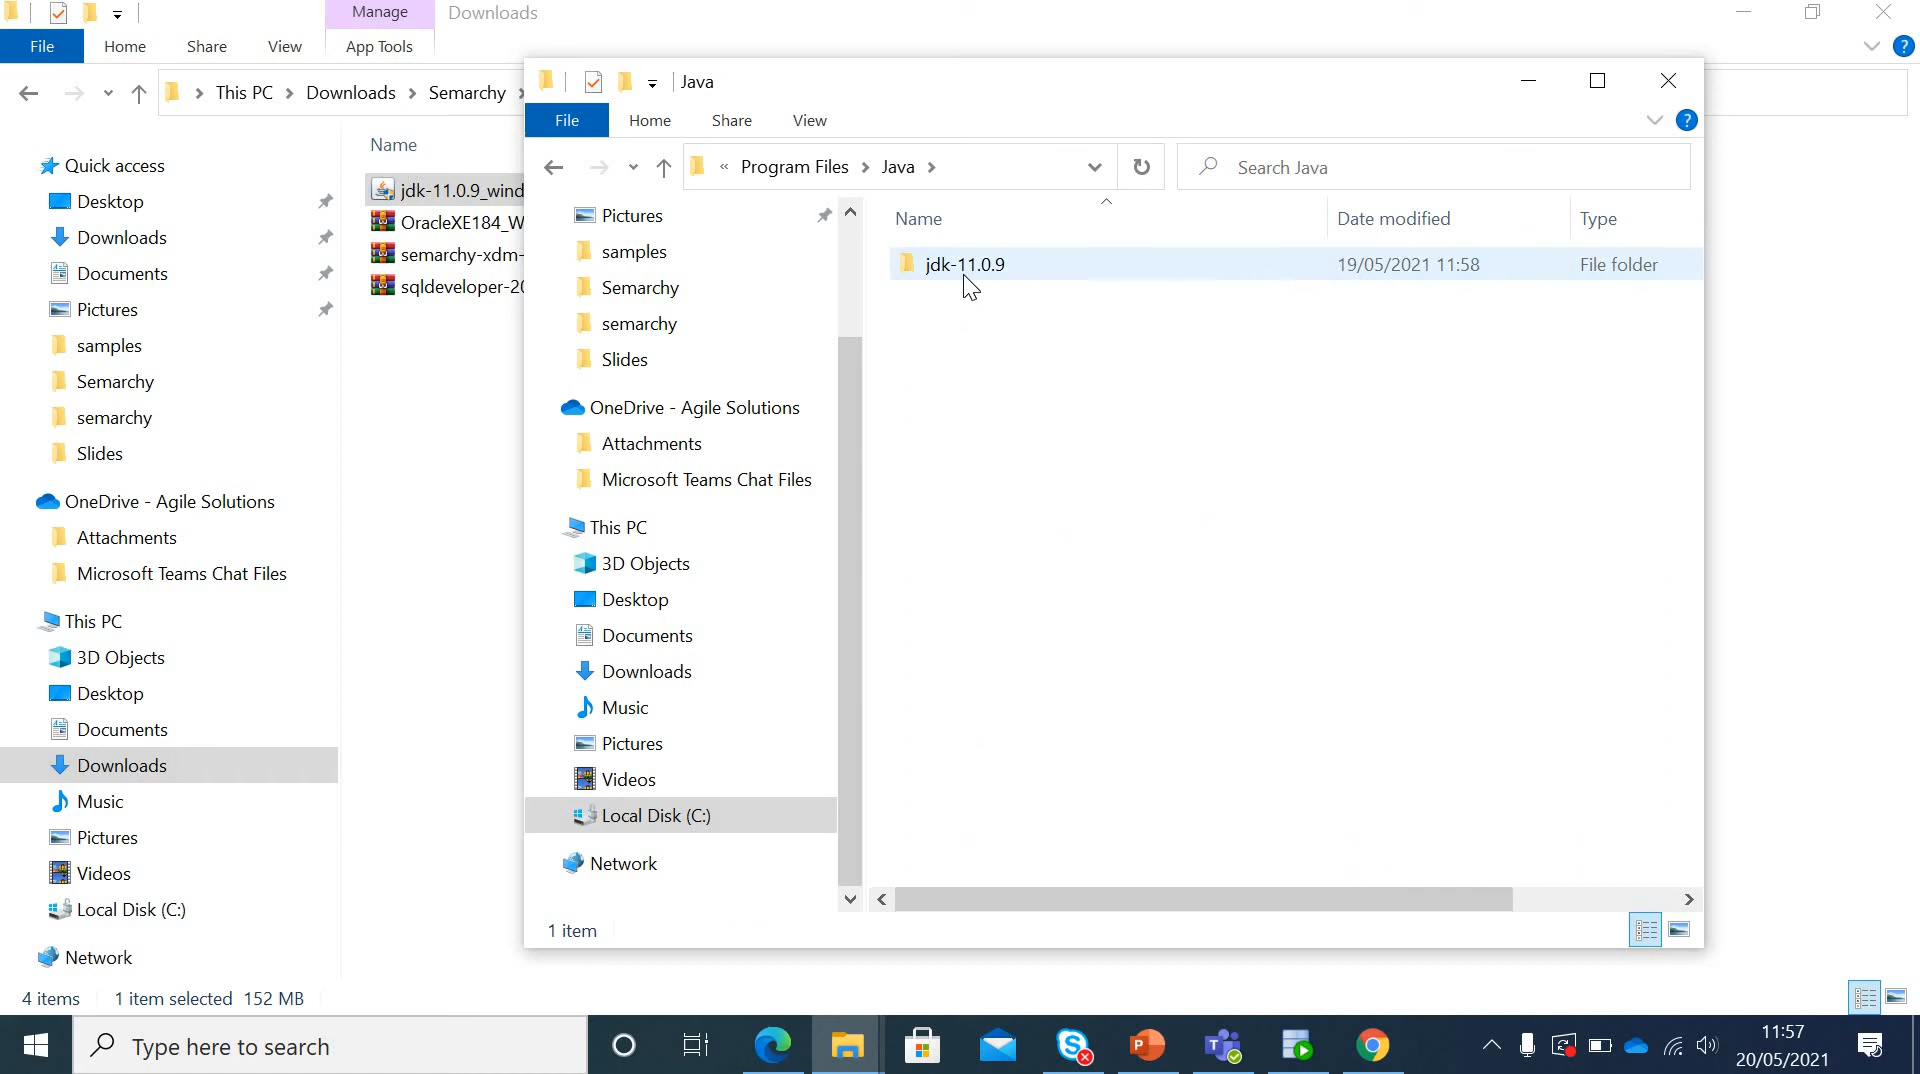 Manage
Downloads
File
Home
Share
View
App Tools
This PC
Downloads
Semarchy
Quick access
Desktop
Downloads
Documents
Pictures
samples
Semarchy
semarchy
Slides
OneDrive - Agile Solutions
Attachments
Microsoft Teams Chat Files
This PC
3D Objects
Desktop
Documents
Downloads
Music
Pictures
Videos
Local Disk (C:)
Network
4 items
1 item selected 152 MB
Name
jdk-11.0.9_wind
OracleXE184_W
semarchy-xdm-
sqldeveloper-20
Java
File
Home
Share
View
?
« Program Files > Java >
Search Java
Pictures
samples
Semarchy
semarchy
Slides
OneDrive - Agile Solutions
Attachments
Microsoft Teams Chat Files
This PC
3D Objects
Desktop
Documents
Downloads
Music
Pictures
Videos
Local Disk (C:)
Network
Name
Date modified
Type
jdk-11.0.9
19/05/2021 11:58
File folder
1 item
?
Type here to search
11:57
20/05/2021